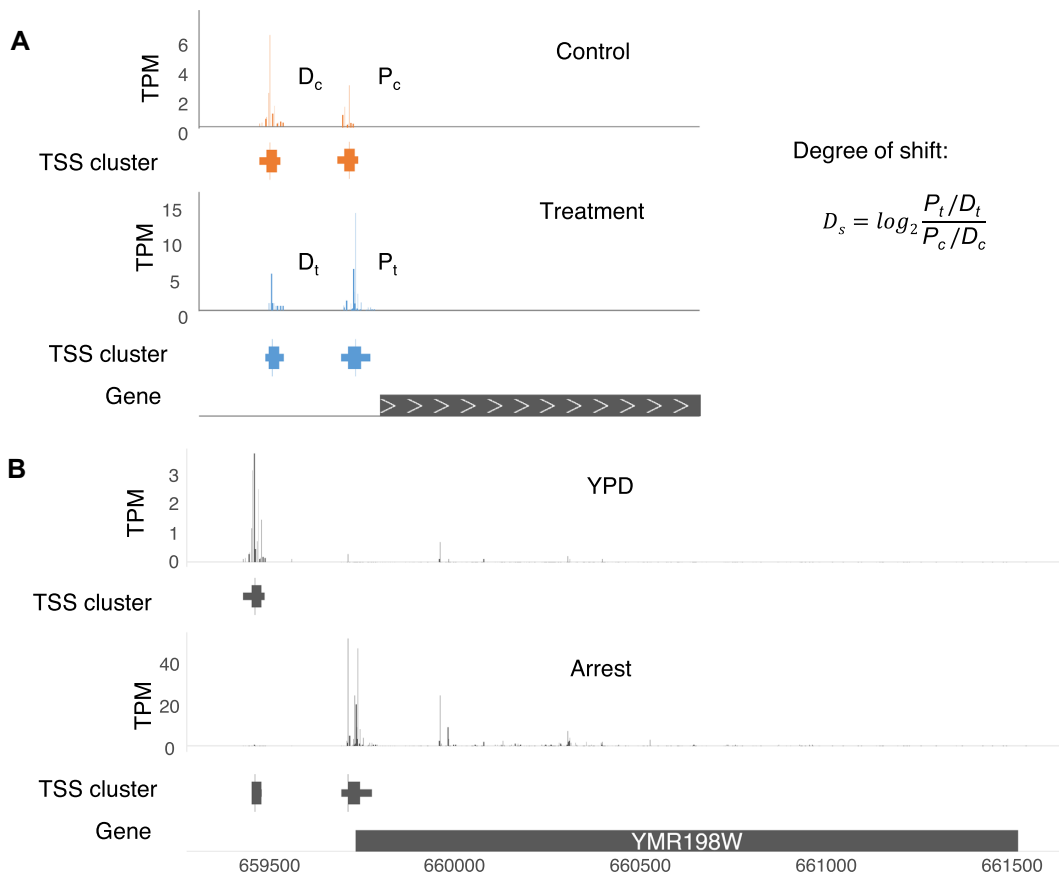 A
TPM
6
4
2
0
Dc
Pc
Control
TSS cluster
Degree of shift:
TPM
15
10
5
0
Dt
Pt
Treatment
Ds = log2 Pt/Dt
Pc/Dc
TSS cluster
Gene
B
TPM
3
2
1
0
YPD
TSS cluster
TPM
40
20
0
Arrest
TSS cluster
Gene
YMR198W
659500 660000 660500 661000 661500